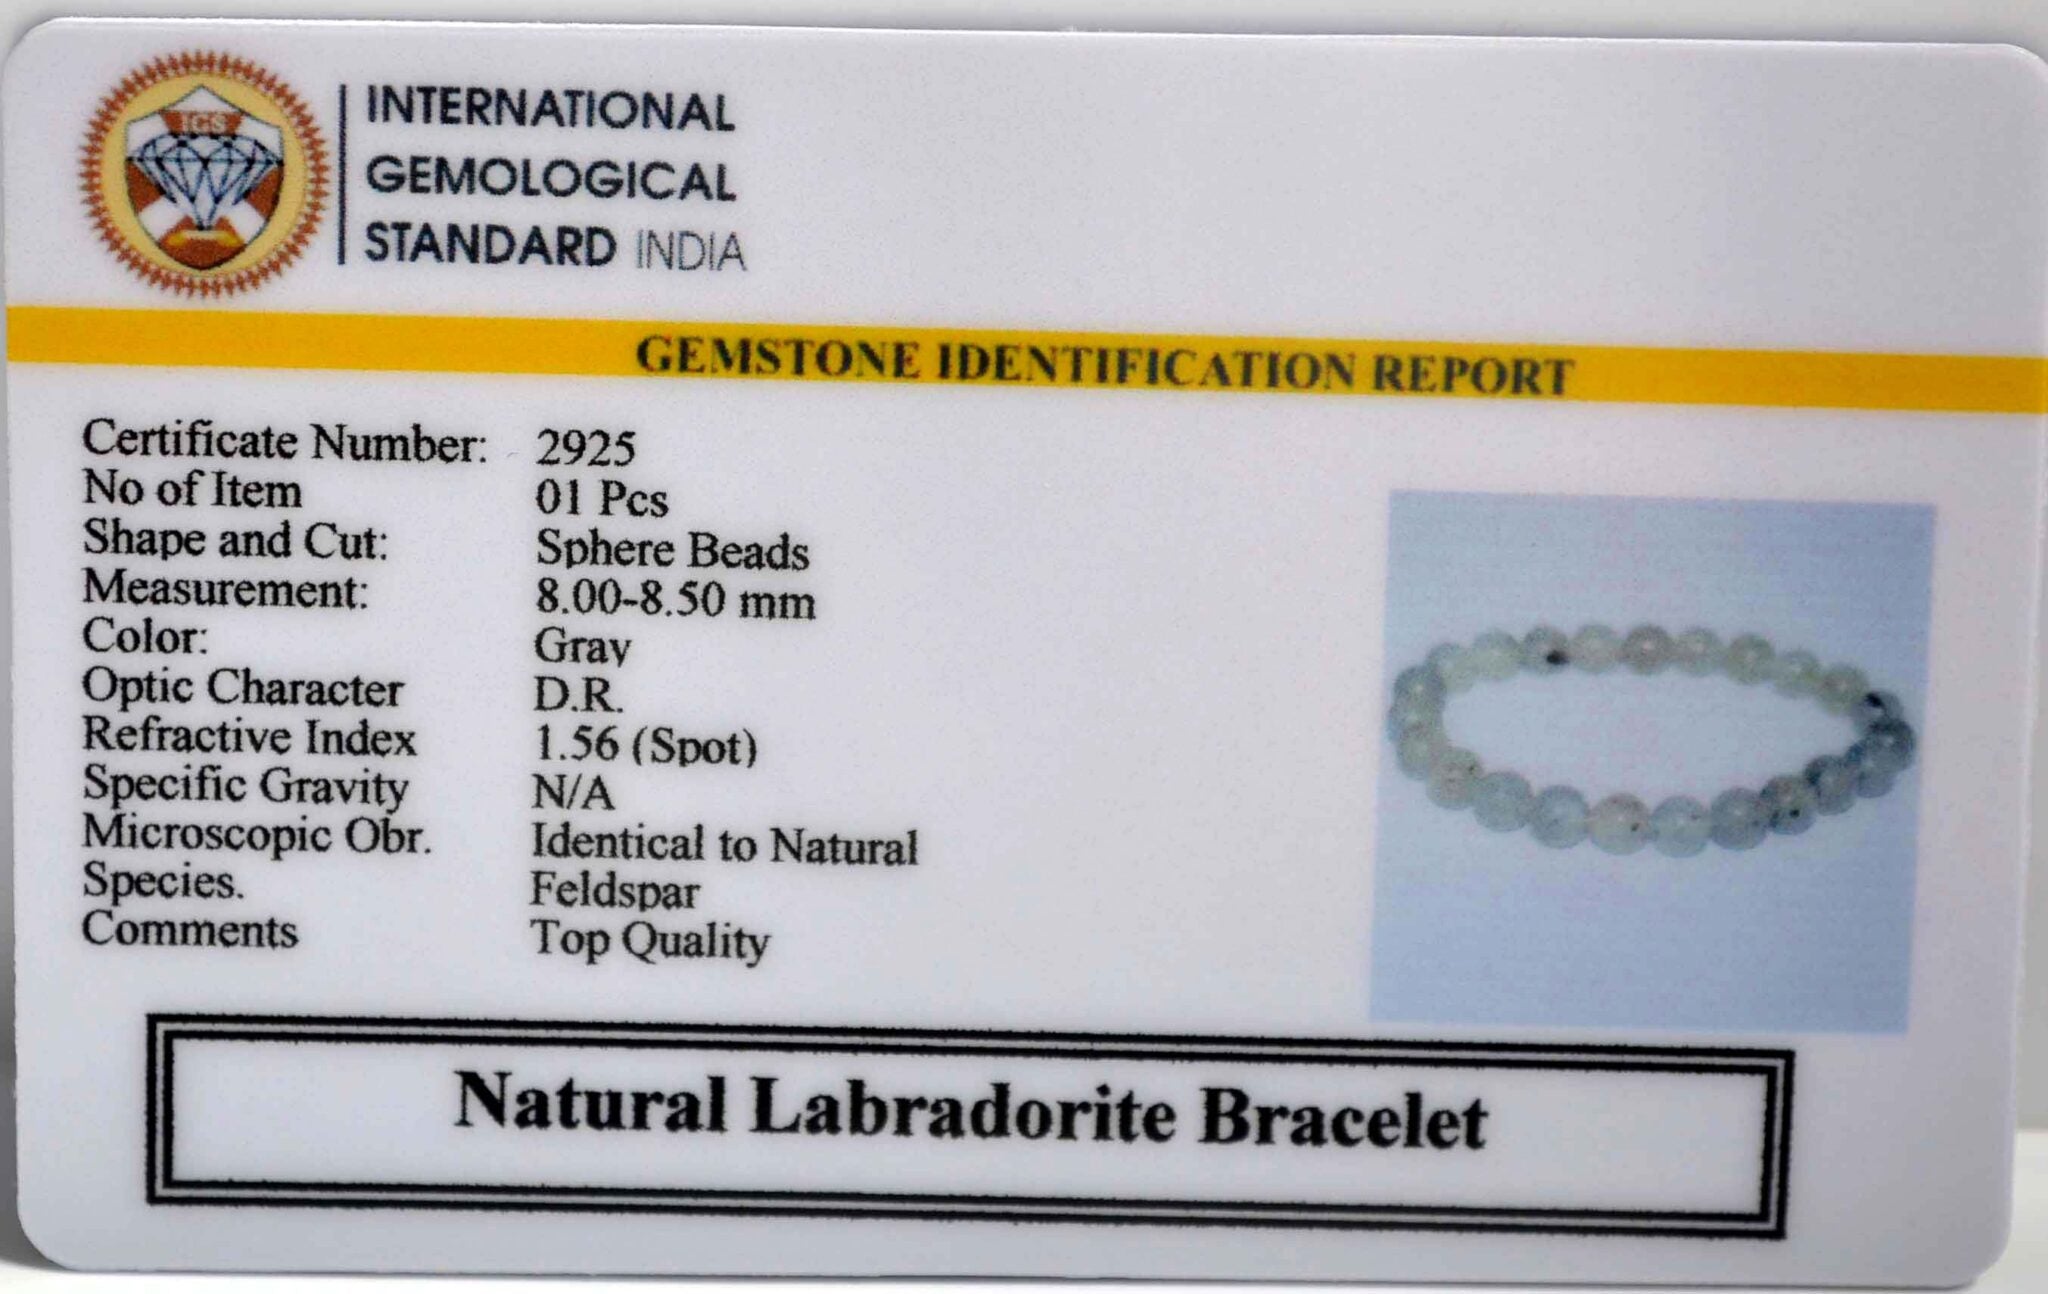 IGS
INTERNATIONAL
GEMOLOGICAL
STANDARD INDIA
GEMSTONE IDENTIFICATION REPORT
Certificate Number: 2925
No of Item 01 Pcs
Shape and Cut: Sphere Beads
Measurement: 8.00-8.50 mm
Color: Gray
Optic Character D.R.
Refractive Index 1.56 (Spot)
Specific Gravity N/A
Microscopic Obr. Identical to Natural
Species. Feldspar
Comments Top Quality
Natural Labradorite Bracelet